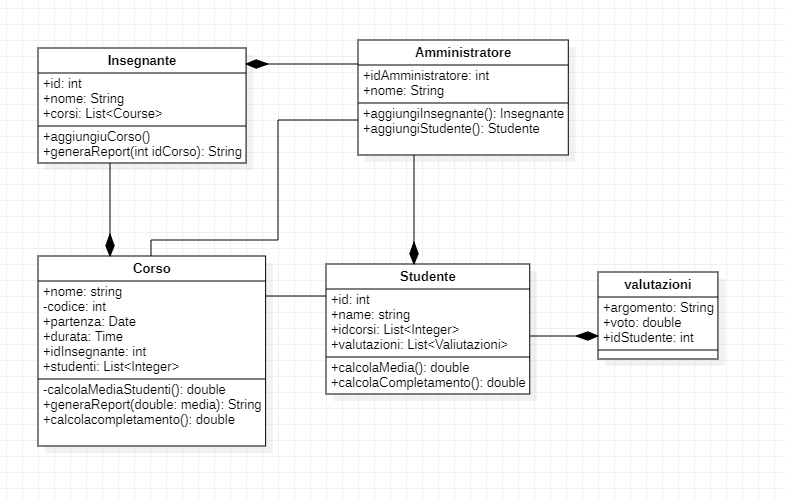 Insegnante
+id: int
+nome: String
+corsi: List<Course>
+aggiungiuCorso()
+generaReport(int idCorso): String
Amministratore
+idAmministratore: int
+nome: String
+aggiungiInsegnante(): Insegnante
+aggiungiStudente(): Studente
Corso
+nome: string
-codice: int
+partenza: Date
+durata: Time
+idInsegnante: int
+studenti: List<Integer>
-calcolaMediaStudenti(): double
+generaReport(double: media): String
+calcolacompletamento(): double
Studente
+id: int
+name: string
+idcorsi: List<Integer>
+valutazioni: List<Valiutazioni>
+calcolaMedia(): double
+calcolaCompletamento(): double
valutazioni
+argomento: String
+voto: double
+idStudente: int